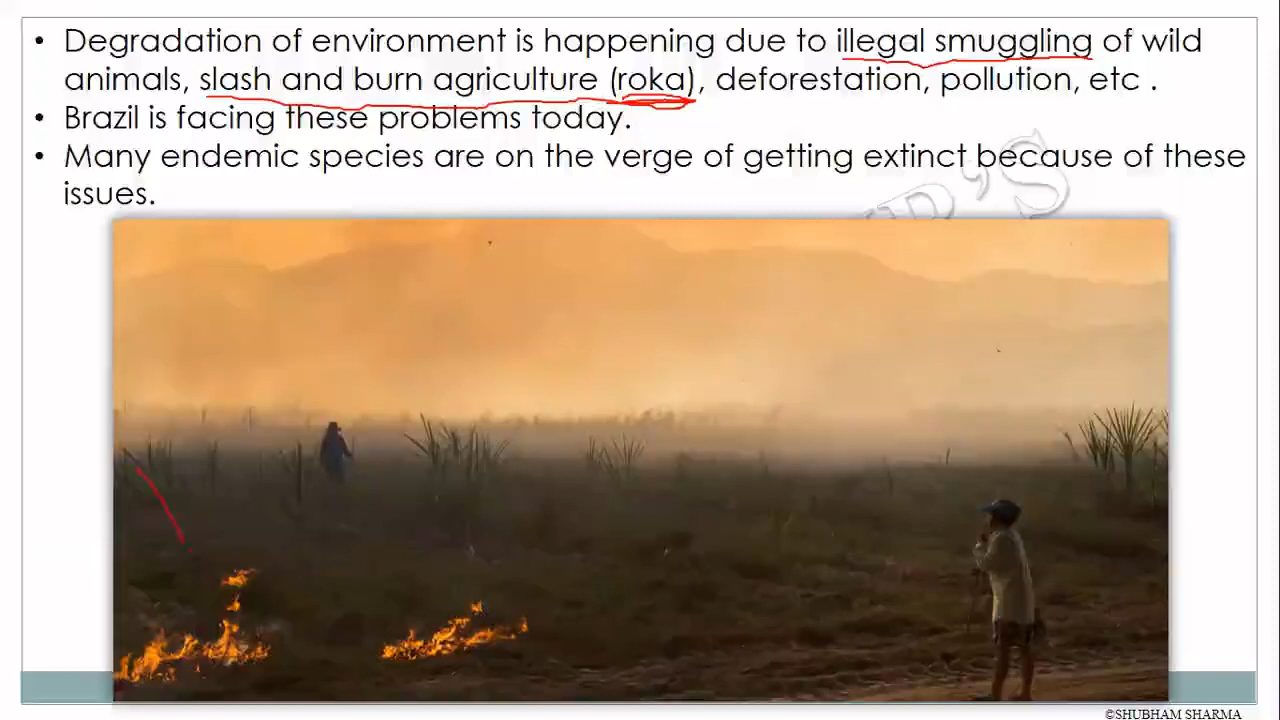 • Degradation of environment is happening due to illegal smuggling of wild
animals, slash and burn agriculture (roka), deforestation, pollution, etc .
• Brazil is facing these problems today.
• Many endemic species are on the verge of getting extinct because of these
issues.
©SHUBHAM SHARMA